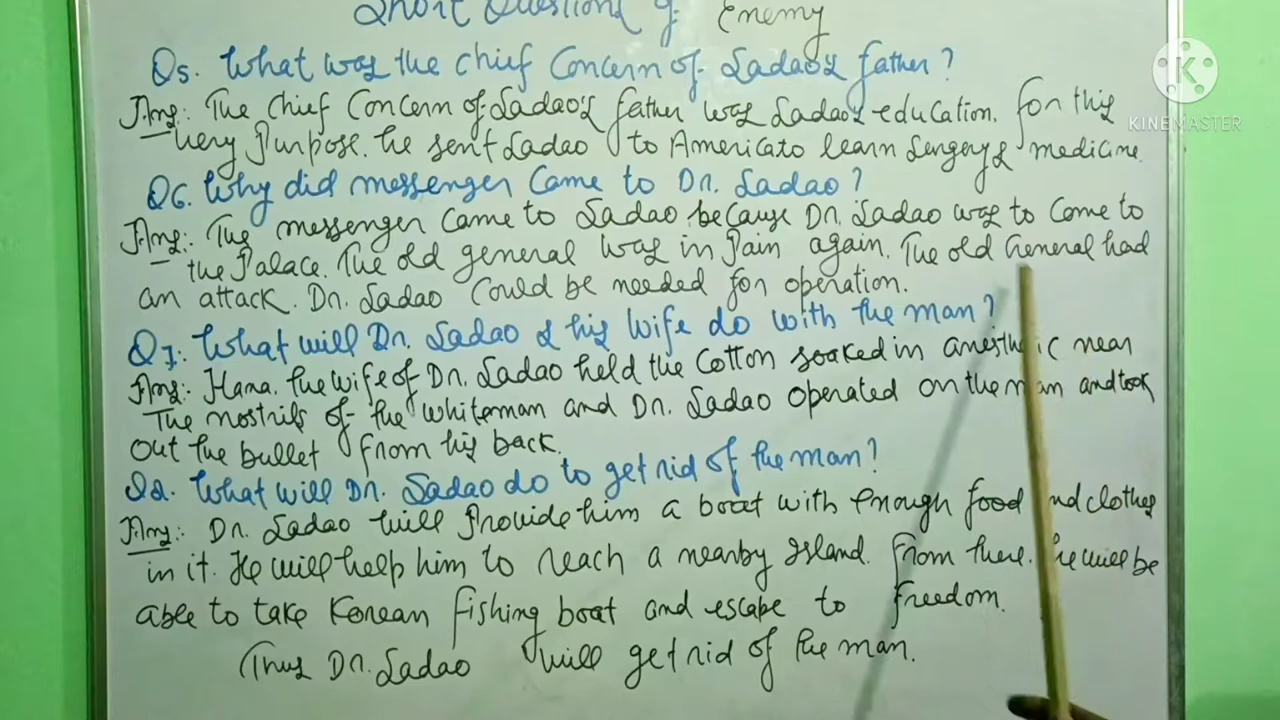 Short Questions of Enemy
Q5. What was the chief Concern of Sadao's father?
Ans: The Chief Concern of Sadao's father was Sadao's education. for this
very Purpose. he sent Sadao to America to learn Surgery & medicine.
Q6. Why did messenger Came to Dr. Sadao?
Ans: The messenger Came to Sadao because Dr. Sadao was to Come to
the Palace. The old general was in Pain again. The old General had
an attack. Dr. Sadao Could be needed for operation.
Q7: What will Dr. Sadao & his Wife do with the man?
Ans: Hana. the wife of Dr. Sadao held the Cotton soaked in near
The nostrils of the whiteman and Dr. Sadao operated on the and took
out the bullet from his back.
What will Dr. Sadao do to get rid of the man?
Ans: Dr. Sadao will Provide him a boat with enough food and clothes
in it. He will help him to reach a nearby Island. from there. he will be
able to take Korean fishing boat and escape to freedom.
Thus Dr. Sadao will get rid of the man.
KINEMASTER